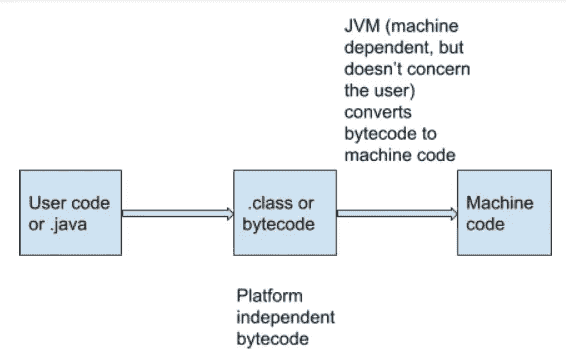 JVM (machine
dependent, but
doesn't concern
the user)
converts
bytecode to
machine code
User code
or .java
.class or
bytecode
Machine
code
Platform
independent
bytecode